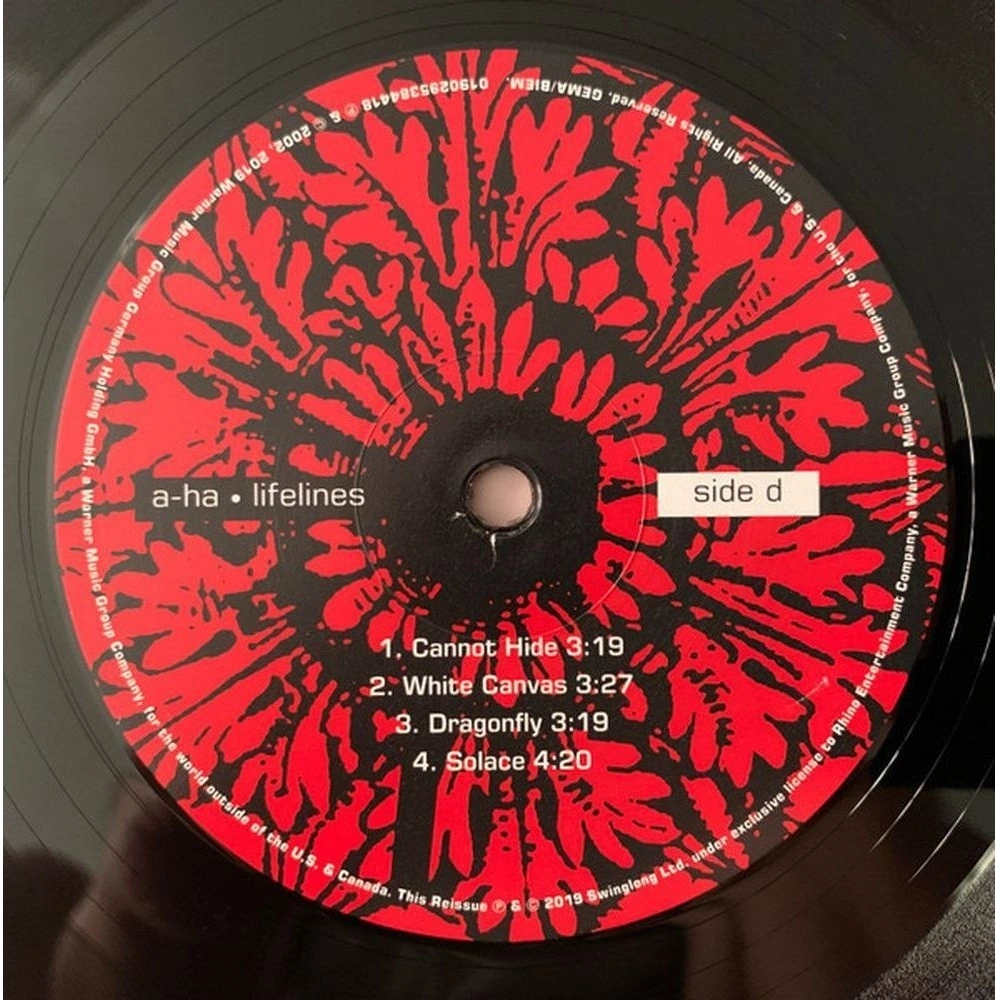 a-ha • lifelines
side d
1. Cannot Hide 3:19
2. White Canvas 3:27
3. Dragonfly 3:19
4. Solace 4:20
0190295384418 ℗ & © 2002, 2019 Warner Music Group Germany Holding GmbH, a Warner Music Group Company, for the world outside of the U.S. & Canada. This Reissue ℗ & © 2019 Swinglong Ltd. under exclusive license to Rhino Entertainment Company, a Warner Music Group Company, for the U.S. & Canada. All Rights Reserved. GEMA/BIEM.